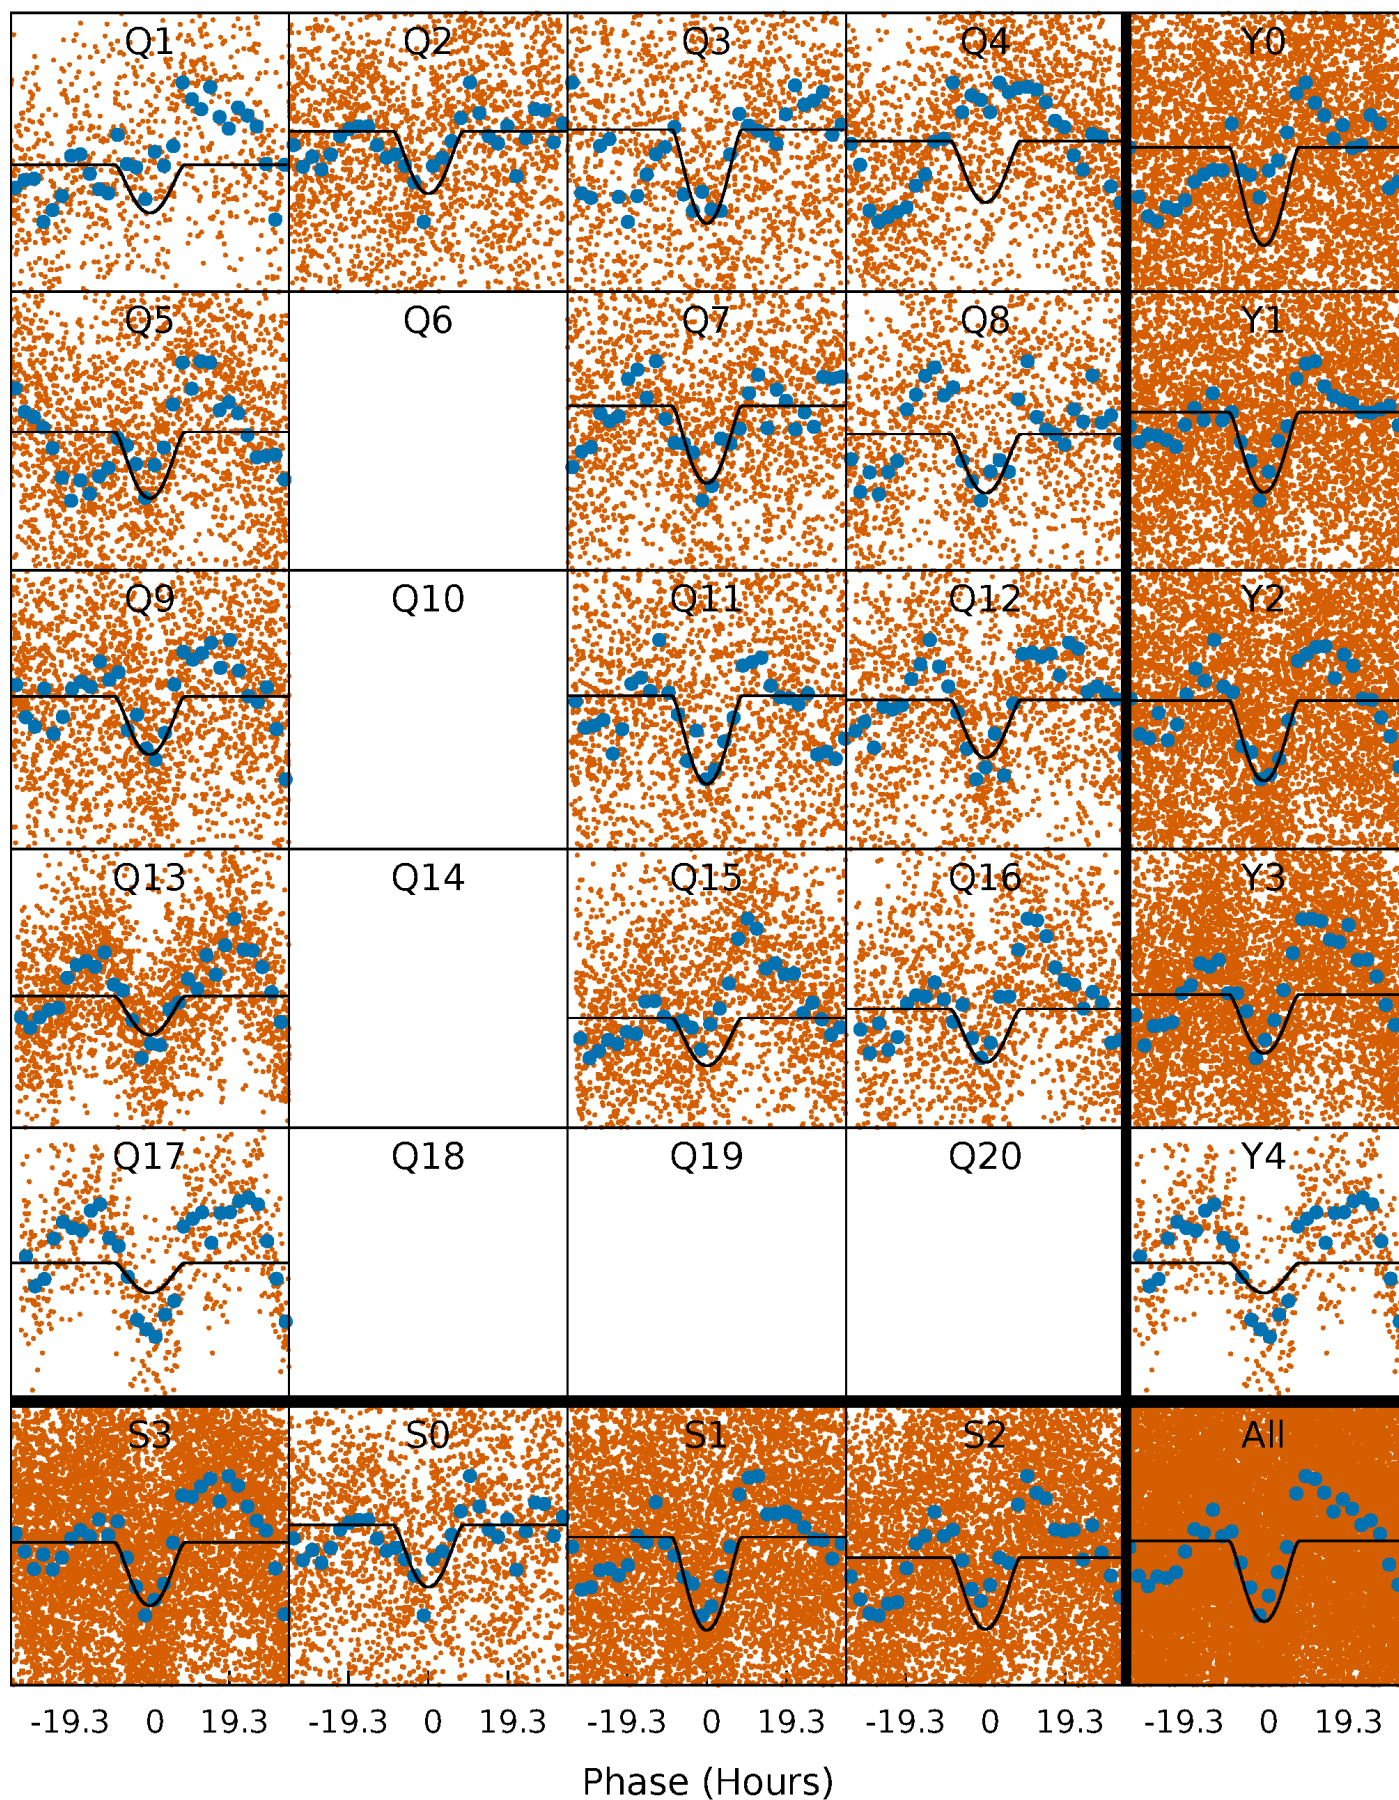 Q1 Q2 Q3 Q4 Y0
Q5 Q6 Q7 Q8 Y1
Q9 Q10 Q11 Q12 Y2
Q13 Q14 Q15 Q16 Y3
Q17 Q18 Q19 Q20 Y4
S3 S0 S1 S2 All
-19.3 0 19.3 -19.3 0 19.3 -19.3 0 19.3 -19.3 0 19.3 -19.3 0 19.3
Phase (Hours)